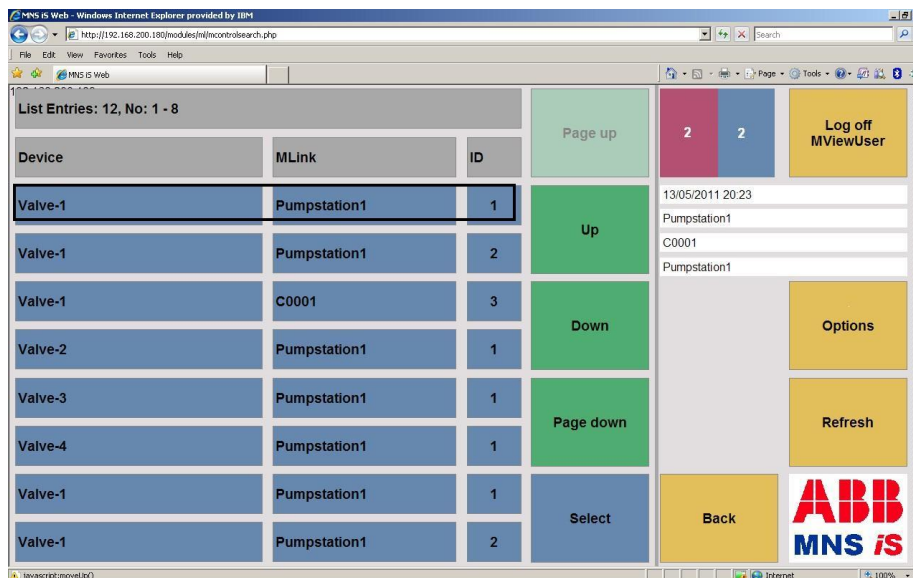 MNS iS Web - Windows Internet Explorer provided by IBM
http://192.168.200.180/modules/ml/mcontrolsearch.php
Search
File Edit View Favorites Tools Help
MNS iS Web
Page Tools
List Entries: 12, No: 1 - 8
Page up
2 2
Log off
MViewUser
Device MLink ID
13/05/2011 20:23
Pumpstation1
C0001
Pumpstation1
Valve-1 Pumpstation1 1
Up
Valve-1 Pumpstation1 2
Valve-1 C0001 3
Down
Options
Valve-2 Pumpstation1 1
Valve-3 Pumpstation1 1
Page down
Refresh
Valve-4 Pumpstation1 1
Valve-1 Pumpstation1 1
Select
Back
ABB
MNS iS
Valve-1 Pumpstation1 2
javascript:moveUp()
Internet
100%